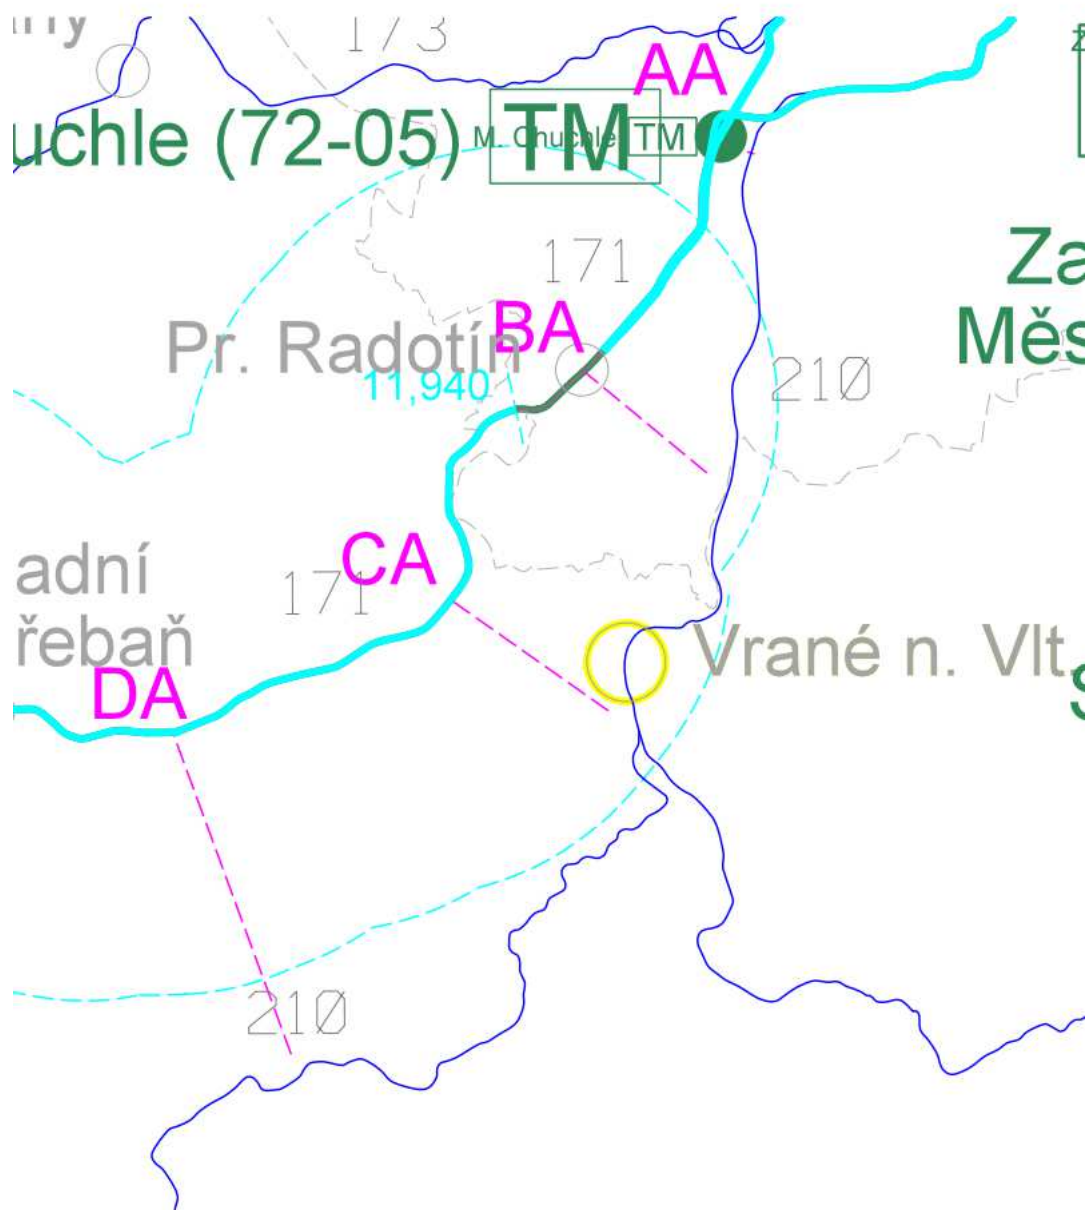 173
AA
uchle (72-05)
TM
M. Chuchle
TM
Za
171
BA
Měs
Pr. Radotín
11,940
210
CA
adní
171
řebaň
Vrané n. Vlt.
DA
210